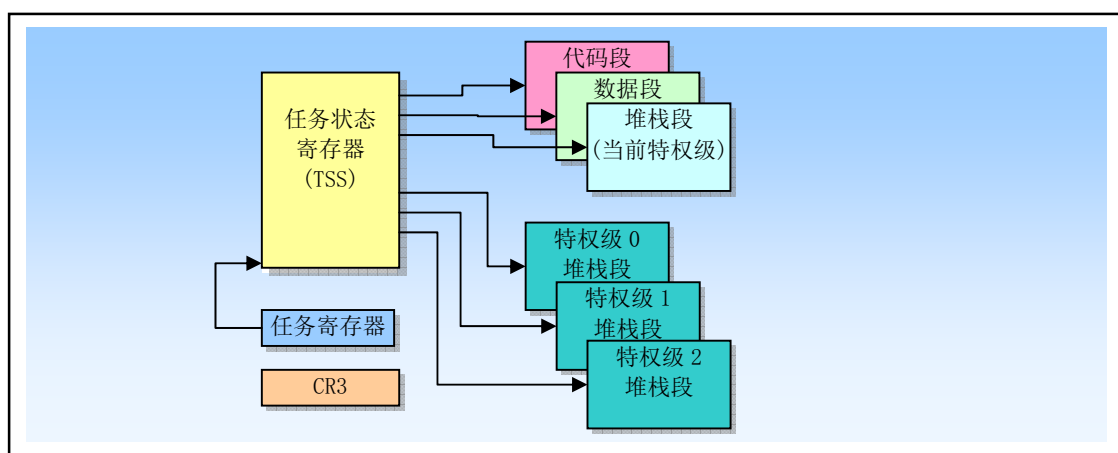 代码段
数据段
堆栈段
(当前特权级)
任务状态
寄存器
(TSS)
特权级 0
堆栈段
特权级 1
堆栈段
特权级 2
堆栈段
任务寄存器
CR3